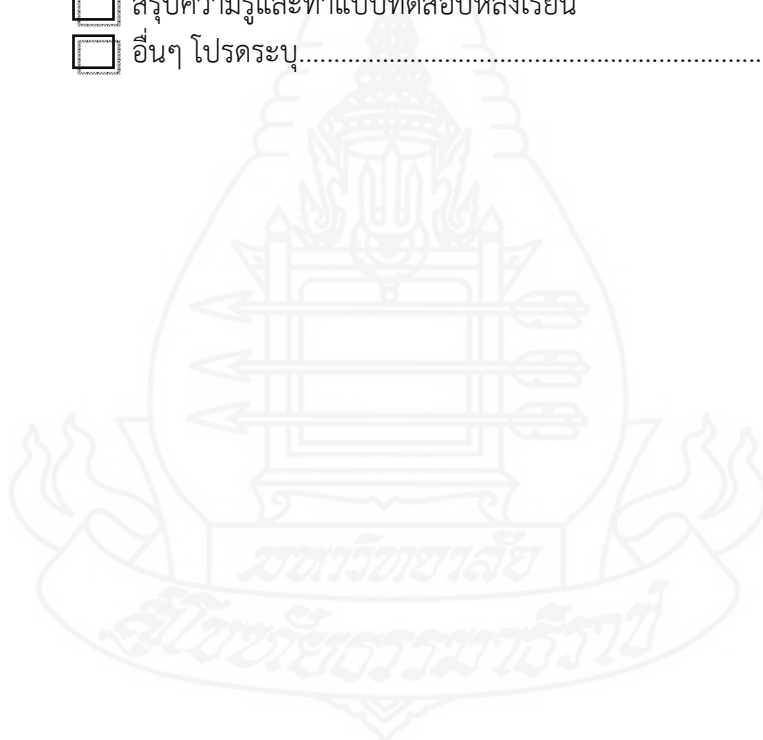 สรุปความรู้และทำแบบทดสอบหลังเรียน
อื่นๆ โปรดระบุ..................................................................
มหาวิทยาลัย
สุโขทัยธรรมาธิราช